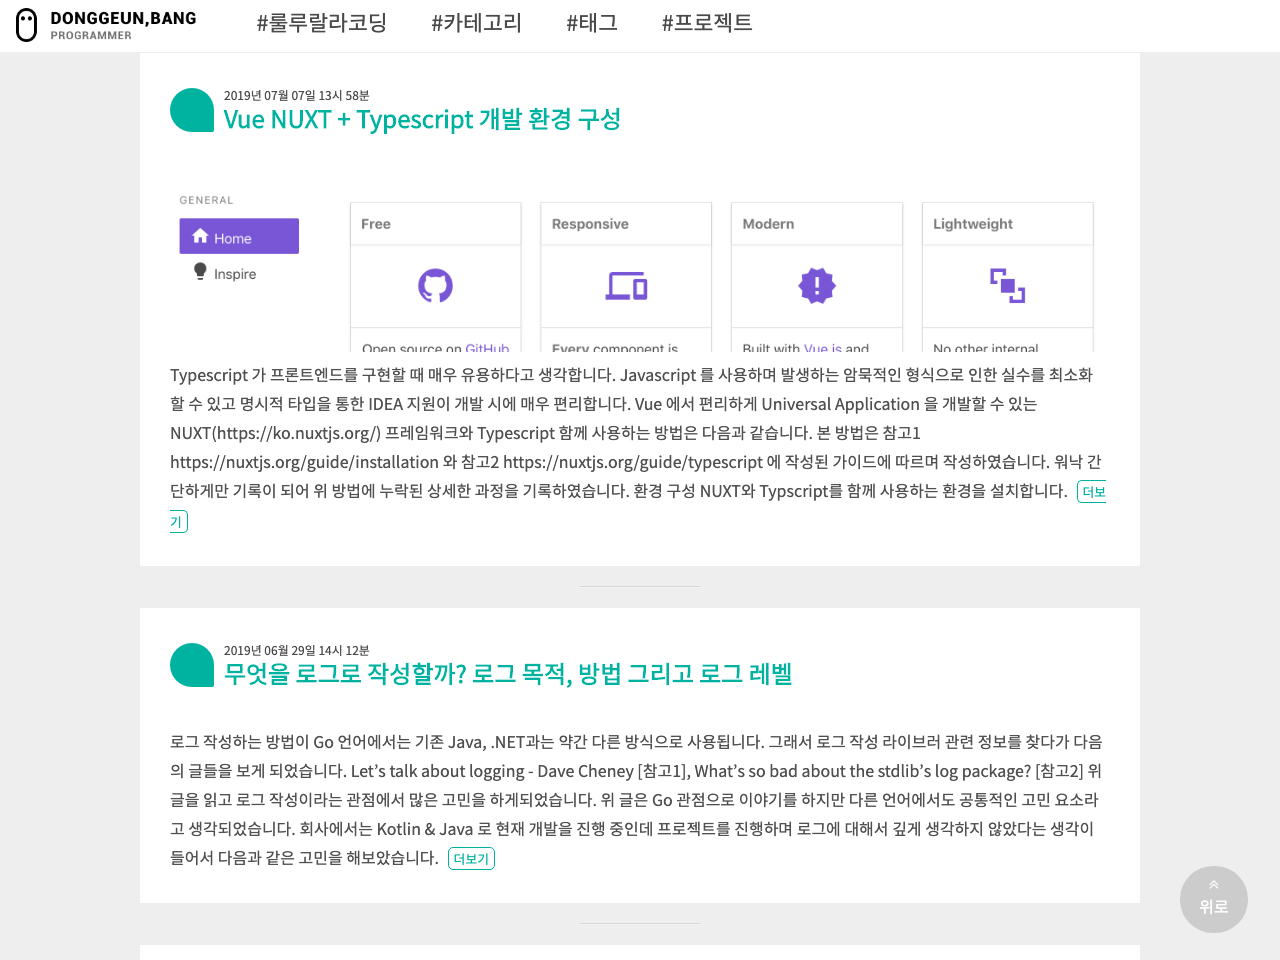 DONGGEUN,BANG
PROGRAMMER
#룰루랄라코딩
#카테고리
#태그
#프로젝트
2019년 07월 07일 13시 58분
Vue NUXT + Typescript 개발 환경 구성
GENERAL
Home
Inspire
Free
Responsive
Modern
Lightweight
Open source on GitHub
Every component is
Built with Vue.js and
No other internal
Typescript 가 프론트엔드를 구현할 때 매우 유용하다고 생각합니다. Javascript 를 사용하며 발생하는 암묵적인 형식으로 인한 실수를 최소화
할 수 있고 명시적 타입을 통한 IDEA 지원이 개발 시에 매우 편리합니다. Vue 에서 편리하게 Universal Application 을 개발할 수 있는
NUXT(https://ko.nuxtjs.org/) 프레임워크와 Typescript 함께 사용하는 방법은 다음과 같습니다. 본 방법은 참고1
https://nuxtjs.org/guide/installation 와 참고2 https://nuxtjs.org/guide/typescript 에 작성된 가이드에 따르며 작성하였습니다. 워낙 간
단하게만 기록이 되어 위 방법에 누락된 상세한 과정을 기록하였습니다. 환경 구성 NUXT와 Typscript를 함께 사용하는 환경을 설치합니다. 더보
기
2019년 06월 29일 14시 12분
무엇을 로그로 작성할까? 로그 목적, 방법 그리고 로그 레벨
로그 작성하는 방법이 Go 언어에서는 기존 Java, .NET과는 약간 다른 방식으로 사용됩니다. 그래서 로그 작성 라이브러 관련 정보를 찾다가 다음
의 글들을 보게 되었습니다. Let’s talk about logging - Dave Cheney [참고1], What’s so bad about the stdlib’s log package? [참고2] 위
글을 읽고 로그 작성이라는 관점에서 많은 고민을 하게되었습니다. 위 글은 Go 관점으로 이야기를 하지만 다른 언어에서도 공통적인 고민 요소라
고 생각되었습니다. 회사에서는 Kotlin & Java 로 현재 개발을 진행 중인데 프로젝트를 진행하며 로그에 대해서 깊게 생각하지 않았다는 생각이
들어서 다음과 같은 고민을 해보았습니다. 더보기
위로